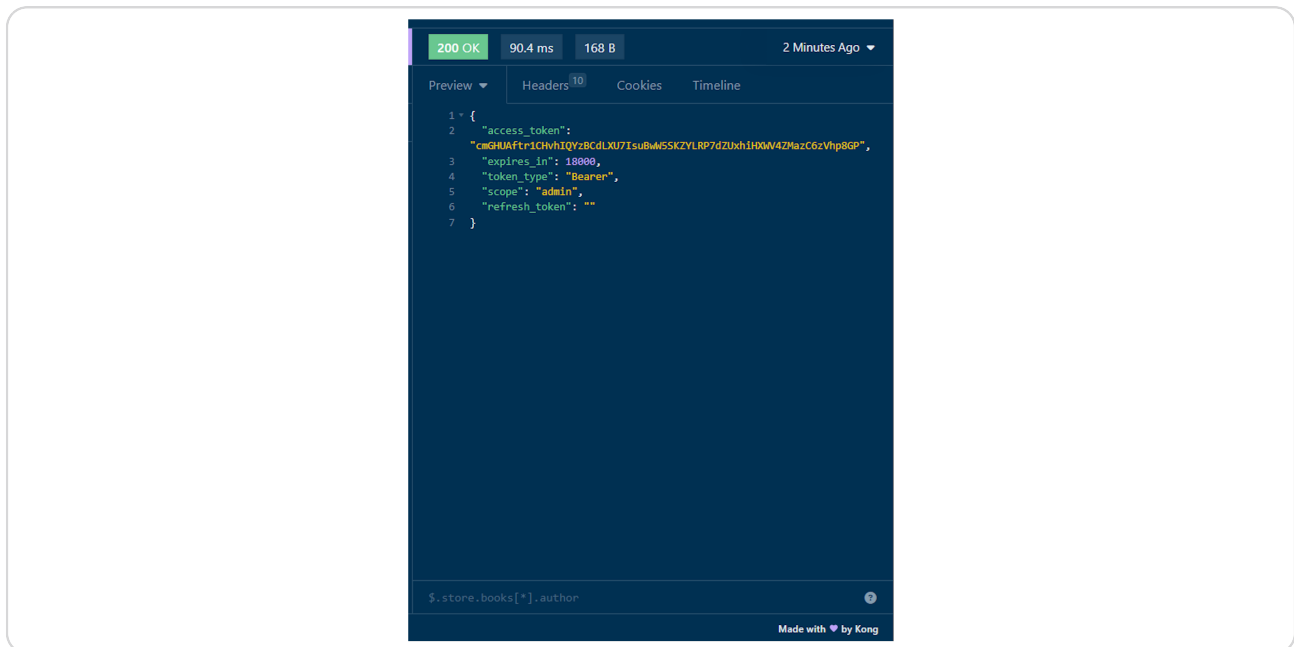 200 OK 90.4 ms 168 B 2 Minutes Ago
Preview Headers 10 Cookies Timeline
1 {
2 "access_token":
"cmGHUAftr1CHvhIQYzBCdLXU7IsuBwW5SKZYLRP7dZUxhiHXWV4ZMazC6zVhp8GP",
3 "expires_in": 18000,
4 "token_type": "Bearer",
5 "scope": "admin",
6 "refresh_token": ""
7 }
$.store.books[*].author
Made with ♥ by Kong